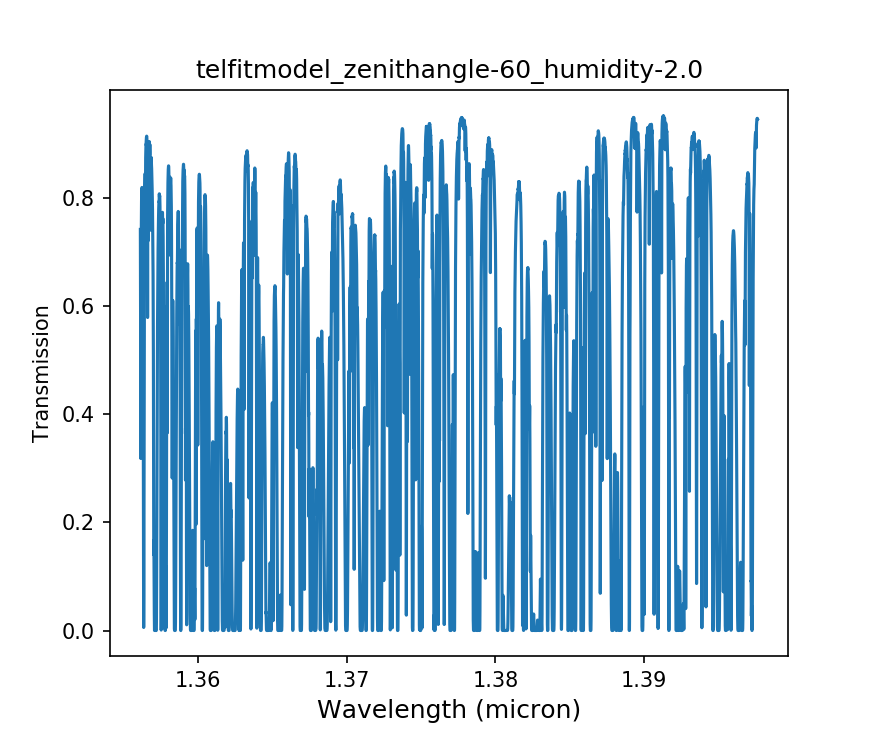 telfitmodel_zenithangle-60_humidity-2.0
Transmission
0.8
0.6
0.4
0.2
0.0
1.36 1.37 1.38 1.39
Wavelength (micron)